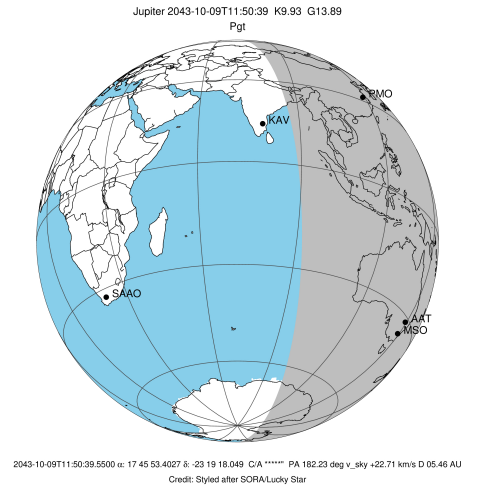 Jupiter 2043-10-09T11:50:39 K9.93 G13.89
Pgt
PMO
KAV
SAAO
AAT
MSO
2043-10-09T11:50:39.5500 α: 17 45 53.4027 δ: -23 19 18.049 C/A *****" PA 182.23 deg v_sky +22.71 km/s D 05.46 AU
Credit: Styled after SORA/Lucky Star